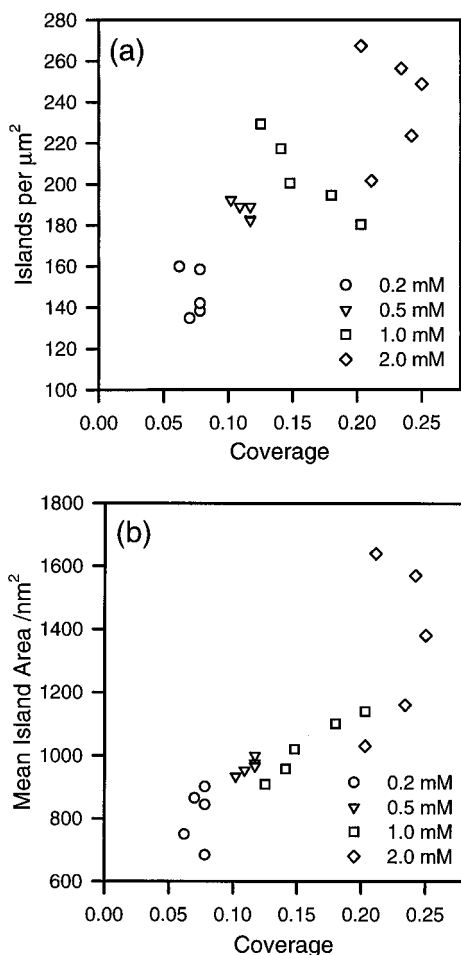 280
260
240
220
200
180
160
140
120
100
Islands per μm²
(a)
○ 0.2 mM
▽ 0.5 mM
□ 1.0 mM
◇ 2.0 mM
0.00 0.05 0.10 0.15 0.20 0.25
Coverage
1800
1600
1400
1200
1000
800
600
Mean Island Area /nm²
(b)
○ 0.2 mM
▽ 0.5 mM
□ 1.0 mM
◇ 2.0 mM
0.00 0.05 0.10 0.15 0.20 0.25
Coverage